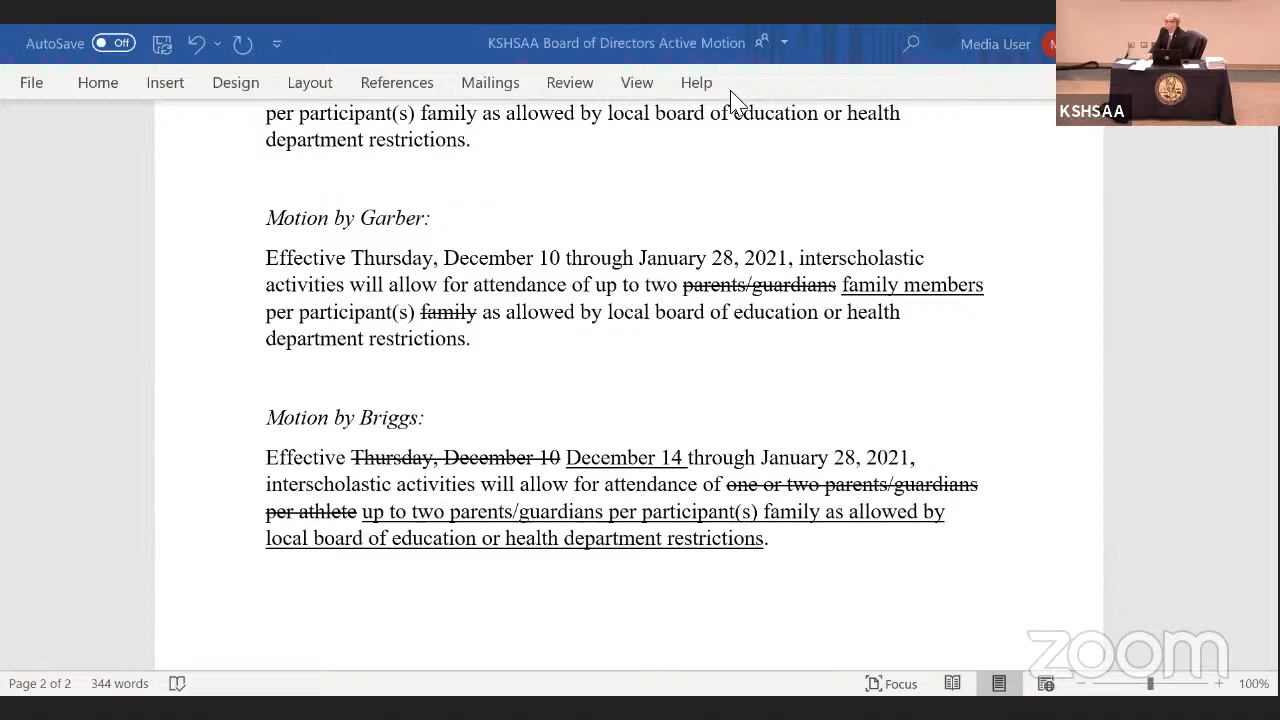 AutoSave Off KSHSAA Board of Directors Active Motion Media User
File Home Insert Design Layout References Mailings Review View Help
KSHSAA
per participant(s) family as allowed by local board of education or health
department restrictions.
Motion by Garber:
Effective Thursday, December 10 through January 28, 2021, interscholastic
activities will allow for attendance of up to two parents/guardians family members
per participant(s) family as allowed by local board of education or health
department restrictions.
Motion by Briggs:
Effective Thursday, December 10 December 14 through January 28, 2021,
interscholastic activities will allow for attendance of one or two parents/guardians
per athlete up to two parents/guardians per participant(s) family as allowed by
local board of education or health department restrictions.
zoom
Page 2 of 2 344 words Focus 100%